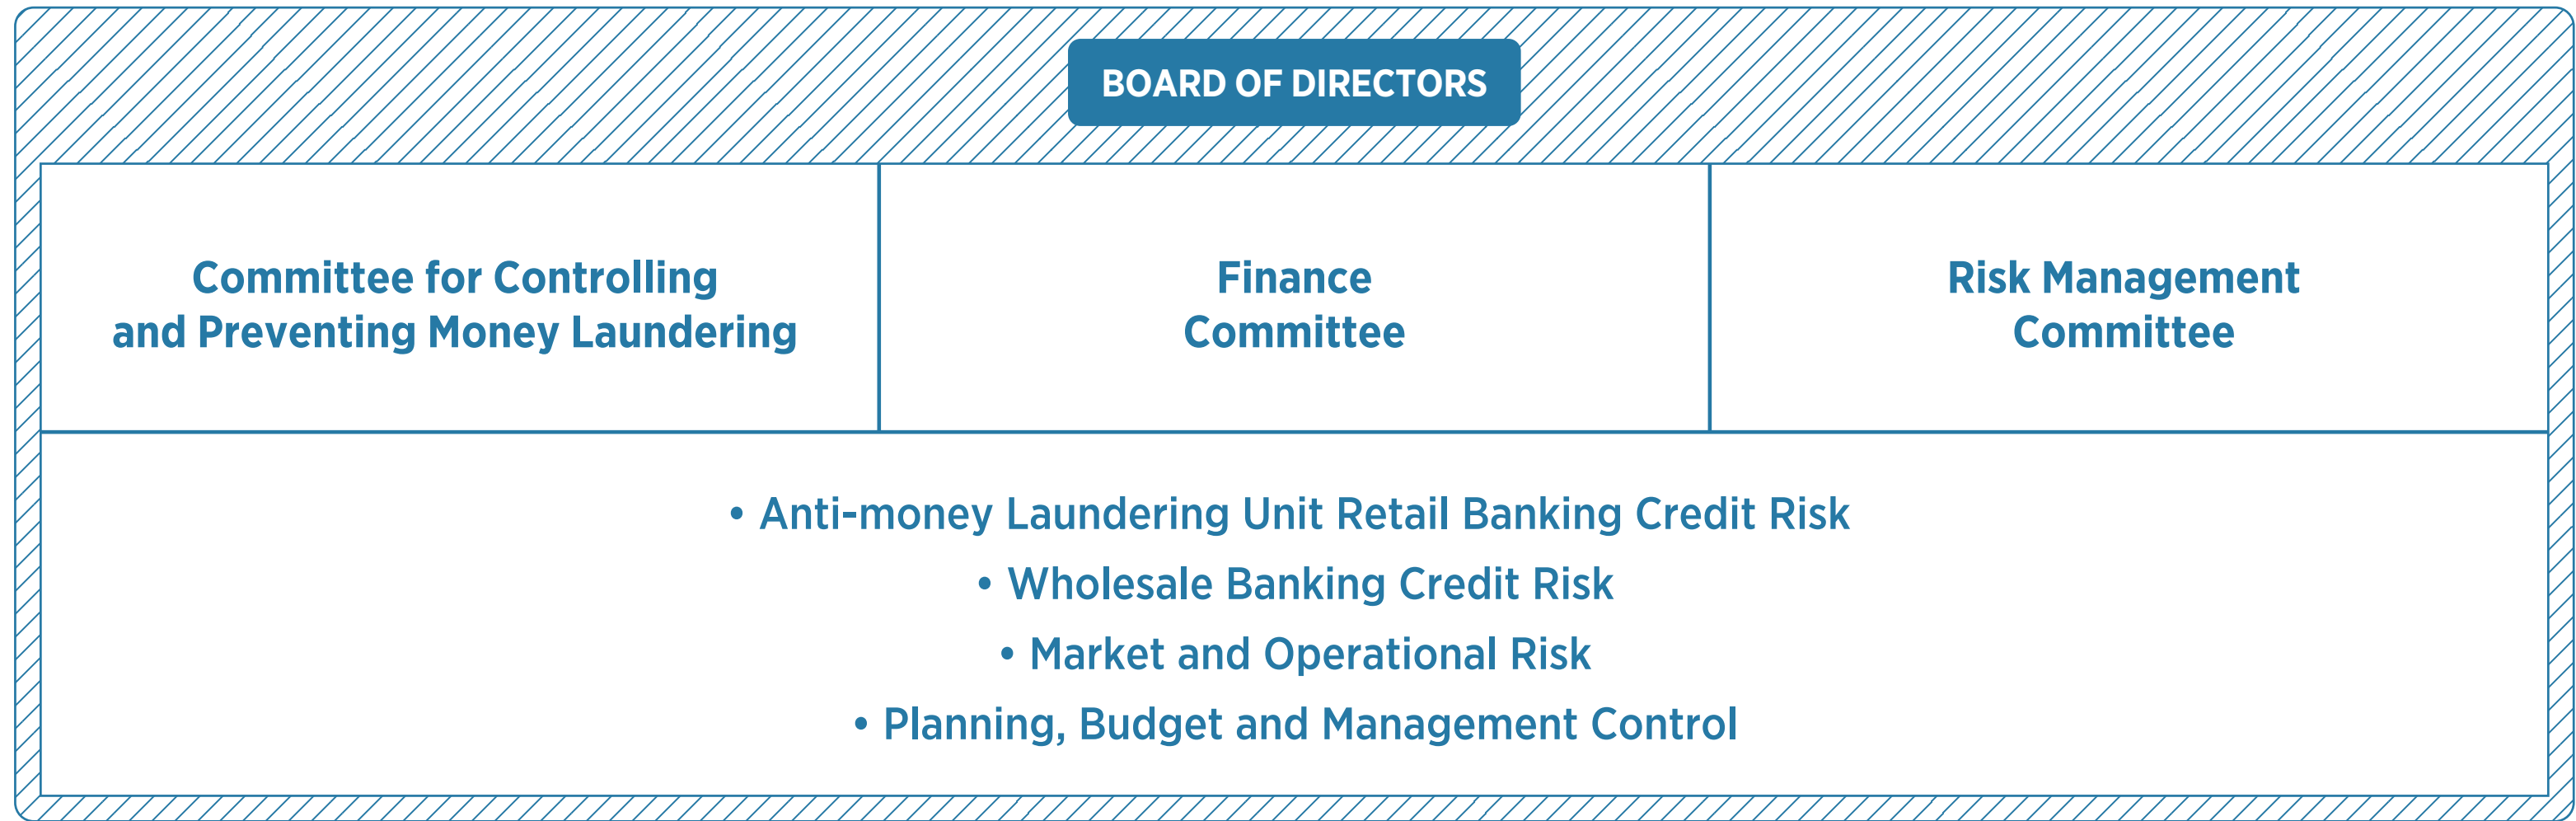 BOARD OF DIRECTORS
Committee for Controlling
and Preventing Money Laundering
Finance
Committee
Risk Management
Committee
• Anti-money Laundering Unit Retail Banking Credit Risk
• Wholesale Banking Credit Risk
• Market and Operational Risk
• Planning, Budget and Management Control